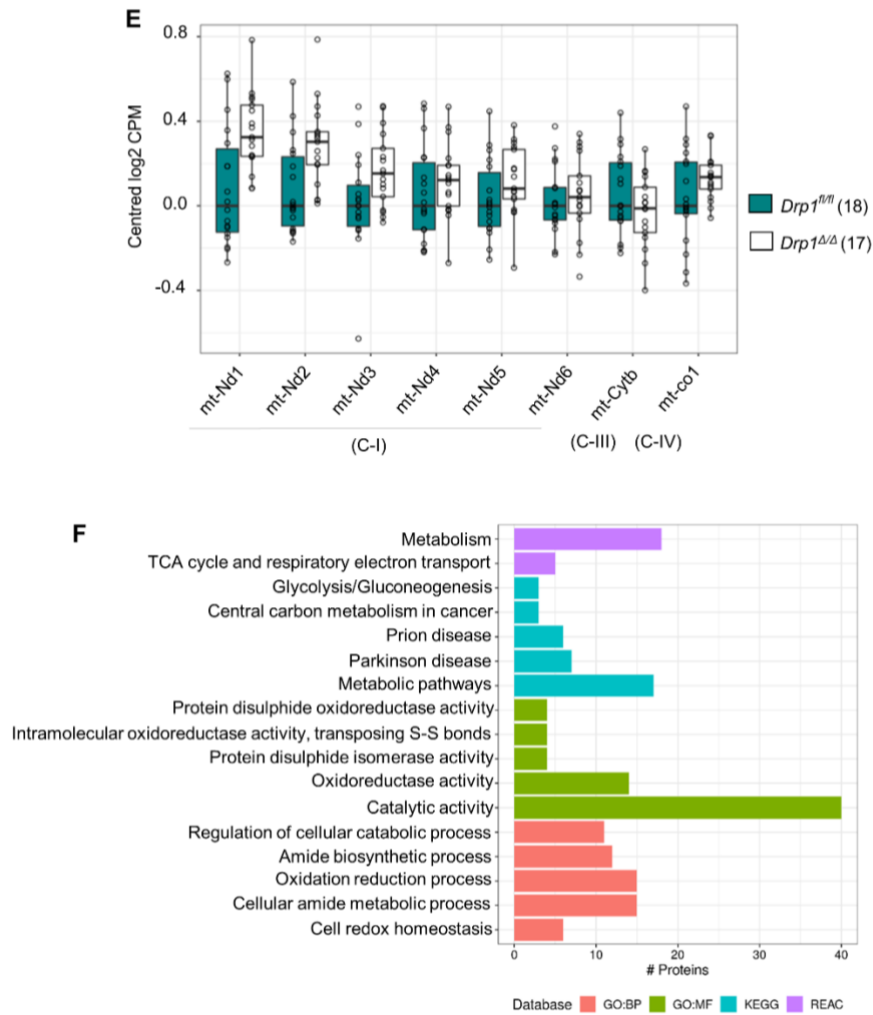 E
Centred log2 CPM
0.8
0.4
0.0
-0.4
mt-Nd1
mt-Nd2
mt-Nd3
mt-Nd4
mt-Nd5
mt-Nd6
mt-Cytb
mt-co1
(C-I)
(C-III)
(C-IV)
Drp1fl/fl (18)
Drp1Δ/Δ (17)
F
Metabolism
TCA cycle and respiratory electron transport
Glycolysis/Gluconeogenesis
Central carbon metabolism in cancer
Prion disease
Parkinson disease
Metabolic pathways
Protein disulphide oxidoreductase activity
Intramolecular oxidoreductase activity, transposing S-S bonds
Protein disulphide isomerase activity
Oxidoreductase activity
Catalytic activity
Regulation of cellular catabolic process
Amide biosynthetic process
Oxidation reduction process
Cellular amide metabolic process
Cell redox homeostasis
0 10 20 30 40
# Proteins
Database GO:BP GO:MF KEGG REAC